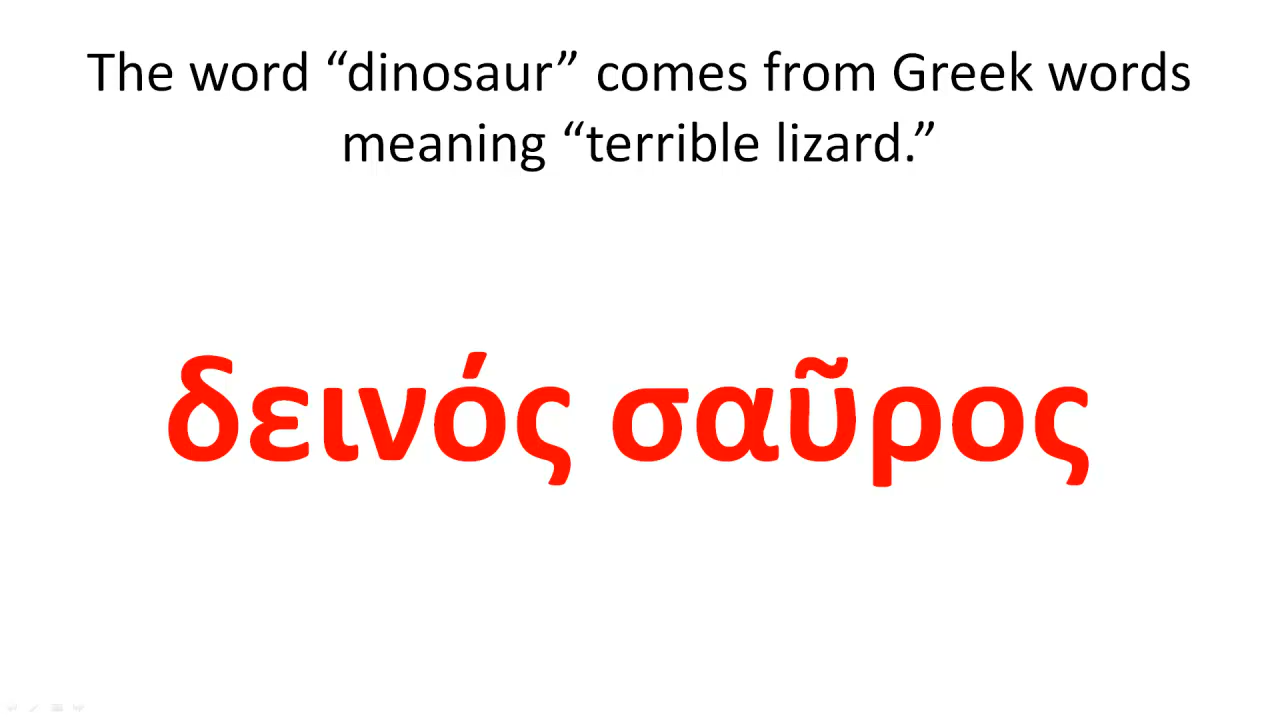 The word “dinosaur” comes from Greek words
meaning “terrible lizard.”
δεινός σαῦρος